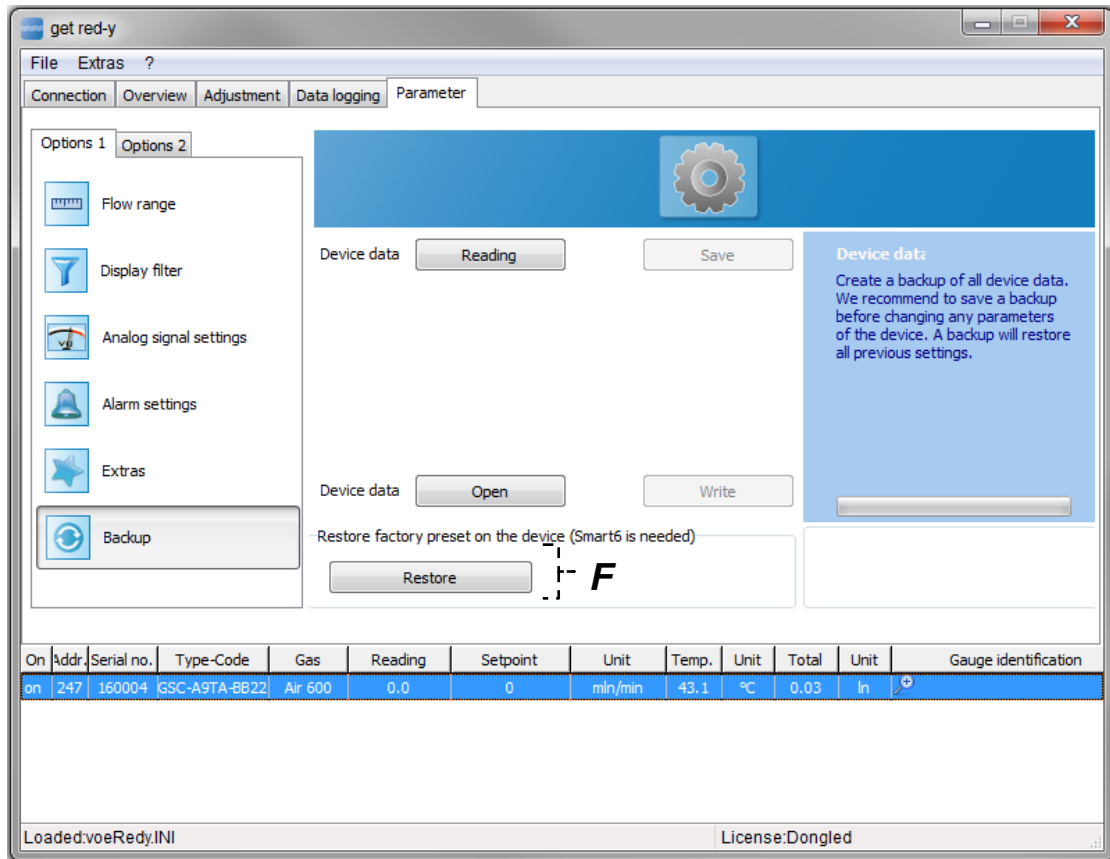 get red-y
File Extras ?
Connection Overview Adjustment Data logging Parameter
Options 1 Options 2
Flow range
Display filter
Analog signal settings
Alarm settings
Extras
Backup
Device data Reading Save
Device data Open Write
Restore factory preset on the device (Smart6 is needed)
Restore
F
Device data
Create a backup of all device data.
We recommend to save a backup
before changing any parameters
of the device. A backup will restore
all previous settings.
On Addr. Serial no. Type-Code Gas Reading Setpoint Unit Temp. Unit Total Unit Gauge identification
on 247 160004 GSC-A9TA-BB22 Air 600 0.0 0 mln/min 43.1 °C 0.03 ln
Loaded:voeRedy.INI License:Dongled